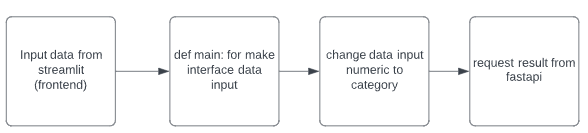 Input data from
streamlit
(frontend)
def main: for make
interface data
input
change data input
numeric to
category
request result from
fastapi